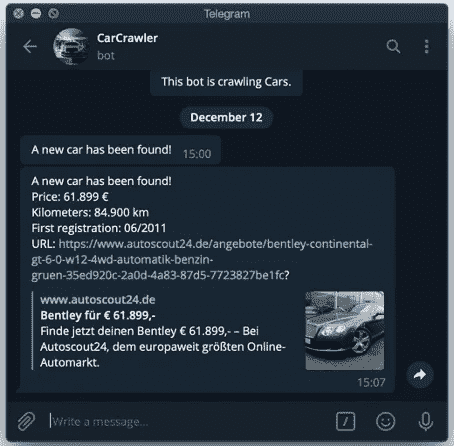 Telegram
CarCrawler
bot
This bot is crawling Cars.
December 12
A new car has been found!
15:00
A new car has been found!
Price: 61.899 €
Kilometers: 84.900 km
First registration: 06/2011
URL: https://www.autoscout24.de/angebote/bentley-continental-
gt-6-0-w12-4wd-automatik-benzin-
gruen-35ed920c-2a0d-4a83-87d5-7723827be1fc?
www.autoscout24.de
Bentley für € 61.899,-
Finde jetzt deinen Bentley € 61.899,- – Bei
Autoscout24, dem europaweit größten Online-
Automarkt.
15:07
Write a message...